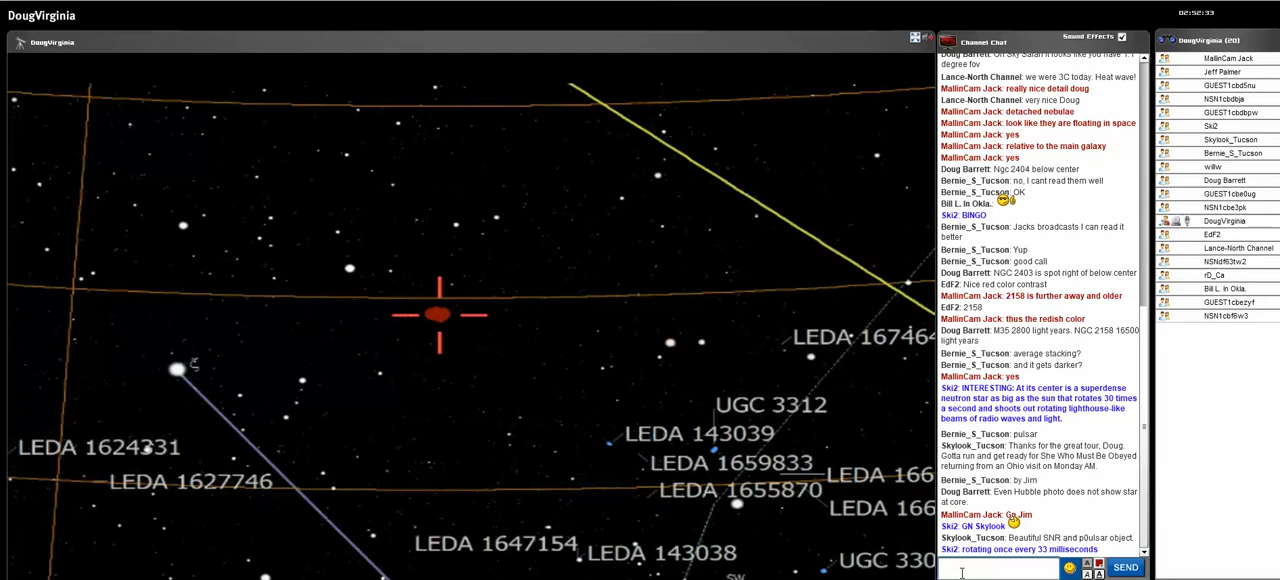 DougVirginia
02:52:33
DougVirginia
Channel Chat
Sound Effects
DougVirginia (20)
degree fov
Lance-North Channel: we were 3C today. Heat wave!
MallinCam Jack: really nice detail doug
Lance-North Channel: very nice Doug
MallinCam Jack: detached nebulae
MallinCam Jack: look like they are floating in space
MallinCam Jack: yes
MallinCam Jack: relative to the main galaxy
MallinCam Jack: yes
Doug Barrett: Ngc 2404 below center
Bernie_S_Tucson: no, I cant read them well
Bernie_S_Tucson: OK
Bill L. In Okla.:
Ski2: BINGO
Bernie_S_Tucson: Jacks broadcasts I can read it
better
Bernie_S_Tucson: Yup
Bernie_S_Tucson: good call
Doug Barrett: NGC 2403 is spot right of below center
EdF2: Nice red color contrast
MallinCam Jack: 2158 is further away and older
EdF2: 2158
MallinCam Jack: thus the redish color
Doug Barrett: M35 2800 light years. NGC 2158 16500
light years
Bernie_S_Tucson: average stacking?
Bernie_S_Tucson: and it gets darker?
MallinCam Jack: yes
Ski2: INTERESTING: At its center is a superdense
neutron star as big as the sun that rotates 30 times
a second and shoots out rotating lighthouse-like
beams of radio waves and light.
Bernie_S_Tucson: pulsar
Skylook_Tucson: Thanks for the great tour, Doug.
Gotta run and get ready for She Who Must Be Obeyed
returning from an Ohio visit on Monday AM.
Bernie_S_Tucson: by Jim
Doug Barrett: Even Hubble photo does not show star
at core.
MallinCam Jack: Go Jim
Ski2: GN Skylook
Skylook_Tucson: Beautiful SNR and p0ulsar object.
Ski2: rotating once every 33 milliseconds
SEND
MallinCam Jack
Jeff Palmer
GUEST1cbd5nu
NSN1cbdbja
GUEST1cbdbpw
Ski2
Skylook_Tucson
Bernie_S_Tucson
willw
Doug Barrett
GUEST1cbe0ug
NSN1cbe3pk
DougVirginia
EdF2
Lance-North Channel
NSNdf63tw2
rD_Ca
Bill L. In Okla.
GUEST1cbezyf
NSN1cbf6w3
ζ
LEDA 167464
UGC 3312
LEDA 143039
LEDA 1624331
LEDA 1659833
LEDA 166
LEDA 1627746
LEDA 1655870
LEDA 166
LEDA 1647154
LEDA 143038
UGC 330
SW